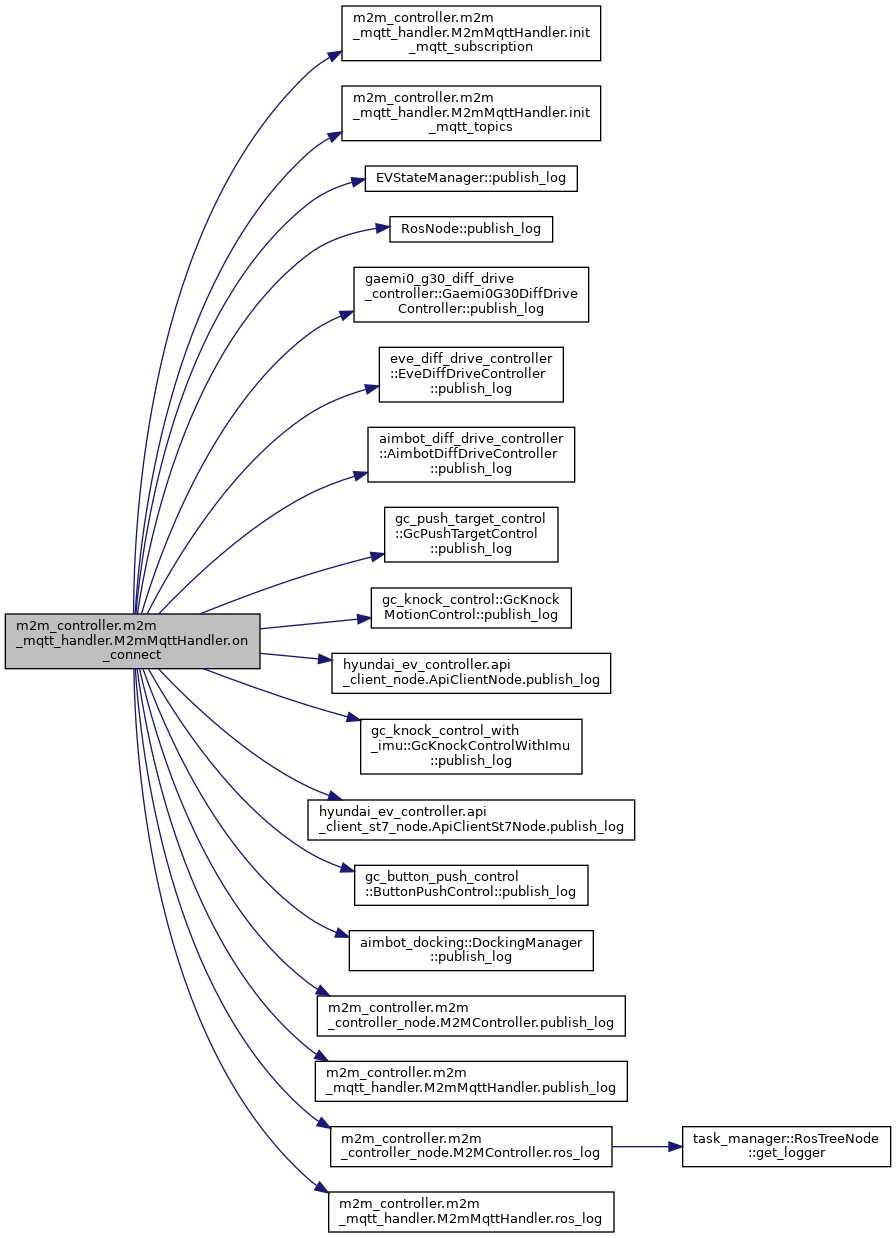 m2m_controller.m2m
_mqtt_handler.M2mMqttHandler.init
_mqtt_subscription
m2m_controller.m2m
_mqtt_handler.M2mMqttHandler.init
_mqtt_topics
EVStateManager::publish_log
RosNode::publish_log
gaemi0_g30_diff_drive
_controller::Gaemi0G30DiffDrive
Controller::publish_log
eve_diff_drive_controller
::EveDiffDriveController
::publish_log
aimbot_diff_drive_controller
::AimbotDiffDriveController
::publish_log
gc_push_target_control
::GcPushTargetControl
::publish_log
gc_knock_control::GcKnock
MotionControl::publish_log
m2m_controller.m2m
_mqtt_handler.M2mMqttHandler.on
_connect
hyundai_ev_controller.api
_client_node.ApiClientNode.publish_log
gc_knock_control_with
_imu::GcKnockControlWithImu
::publish_log
hyundai_ev_controller.api
_client_st7_node.ApiClientSt7Node.publish_log
gc_button_push_control
::ButtonPushControl::publish_log
aimbot_docking::DockingManager
::publish_log
m2m_controller.m2m
_controller_node.M2MController.publish_log
m2m_controller.m2m
_mqtt_handler.M2mMqttHandler.publish_log
m2m_controller.m2m
_controller_node.M2MController.ros_log
task_manager::RosTreeNode
::get_logger
m2m_controller.m2m
_mqtt_handler.M2mMqttHandler.ros_log